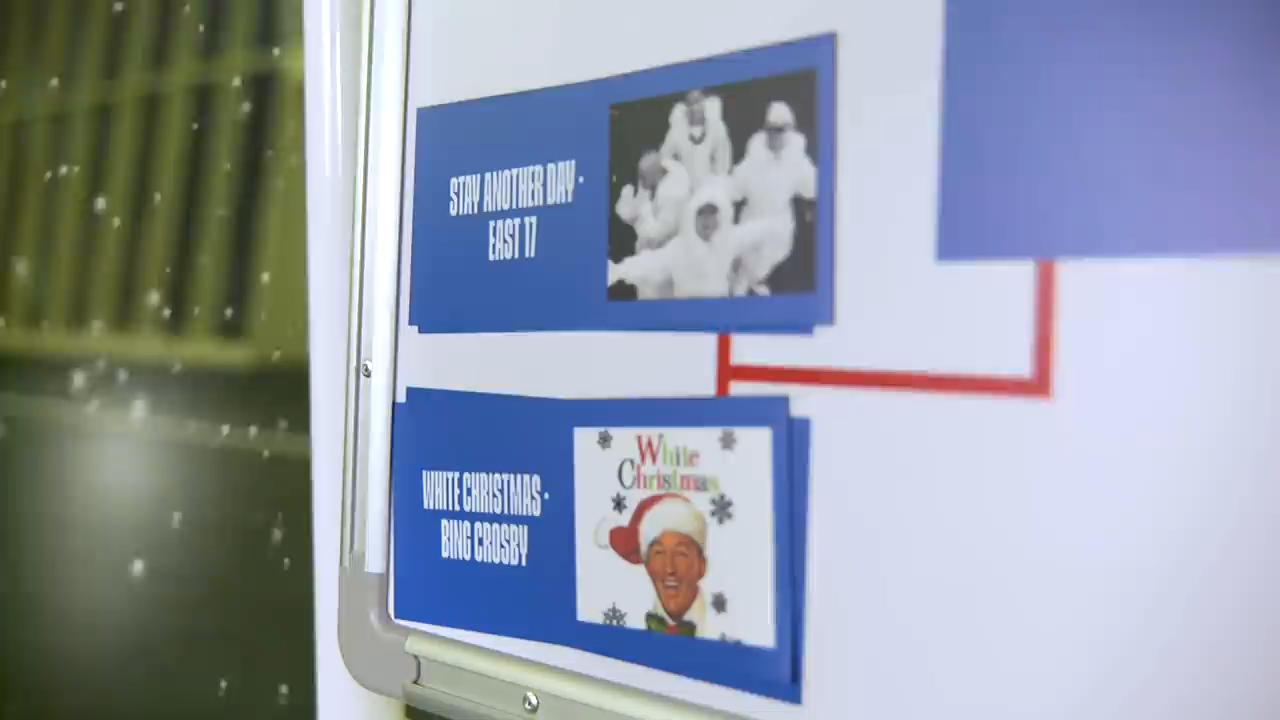 STAY ANOTHER DAY ·
EAST 17
White
Christmas
WHITE CHRISTMAS ·
BING CROSBY